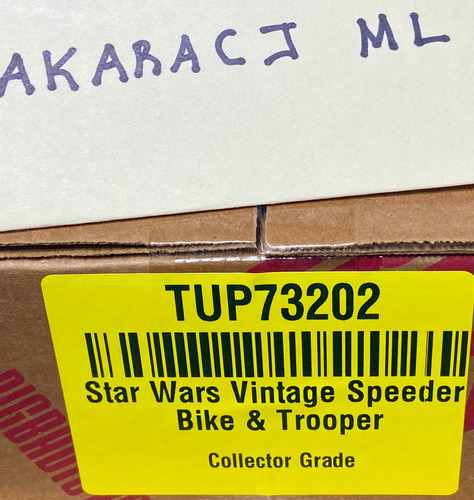 AKARACJ ML
TUP73202
Star Wars Vintage Speeder
Bike & Trooper
Collector Grade